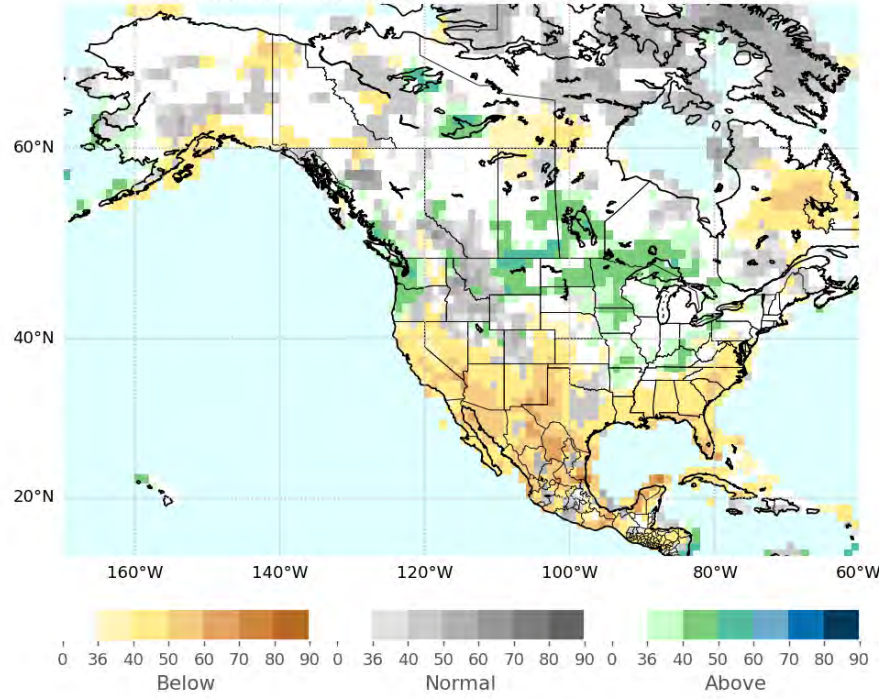 60°N
40°N
20°N
160°W 140°W 120°W 100°W 80°W 60°W
0 36 40 50 60 70 80 90 0 36 40 50 60 70 80 90 0 36 40 50 60 70 80 90
Below Normal Above